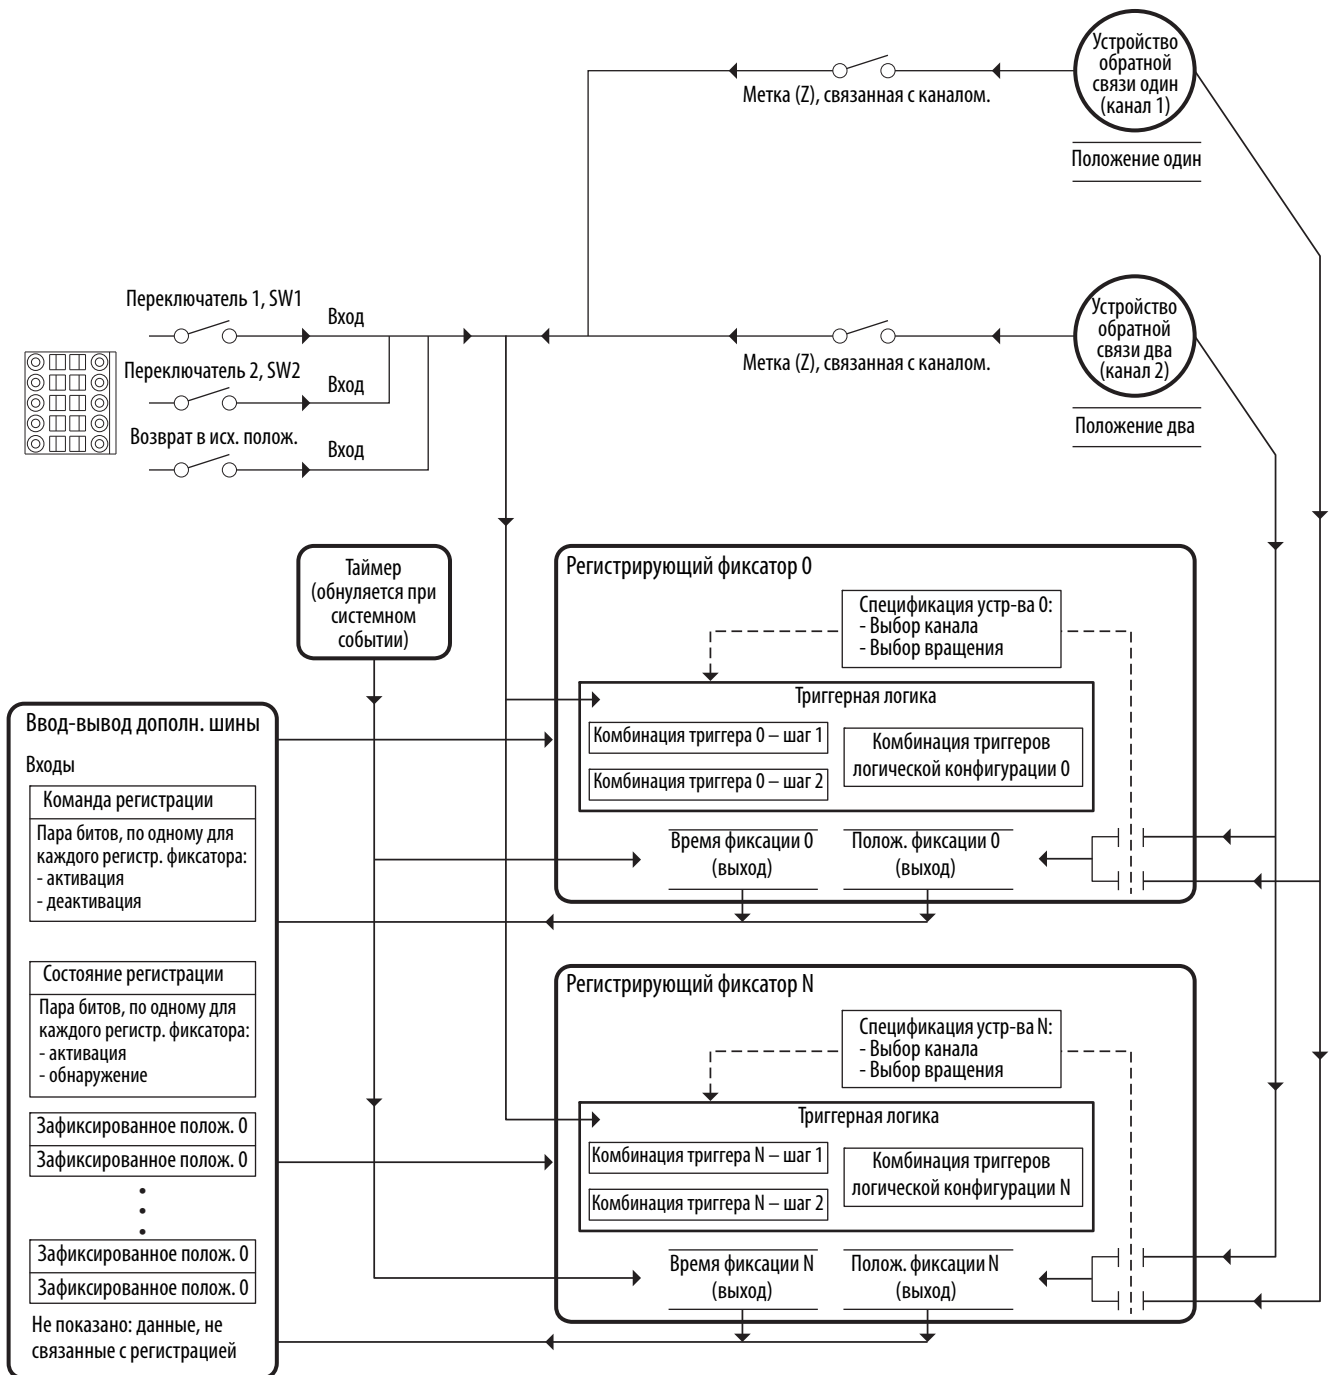 Устройство
обратной
связи один
(канал 1)
Метка (Z), связанная с каналом.
Положение один
Переключатель 1, SW1
Вход
Устройство
обратной
связи два
(канал 2)
Метка (Z), связанная с каналом.
Переключатель 2, SW2
Вход
Положение два
Возврат в исх. полож.
Вход
Таймер
(обнуляется при
системном
событии)
Регистрирующий фиксатор 0
Спецификация устр-ва 0:
- Выбор канала
- Выбор вращения
Триггерная логика
Комбинация триггера 0 – шаг 1
Комбинация триггера 0 – шаг 2
Комбинация триггеров
логической конфигурации 0
Время фиксации 0
(выход)
Полож. фиксации 0
(выход)
Ввод-вывод дополн. шины
Входы
Команда регистрации
Пара битов, по одному для
каждого регистр. фиксатора:
- активация
- деактивация
Состояние регистрации
Пара битов, по одному для
каждого регистр. фиксатора:
- активация
- обнаружение
Зафиксированное полож. 0
Зафиксированное полож. 0
Зафиксированное полож. 0
Зафиксированное полож. 0
Не показано: данные, не
связанные с регистрацией
Регистрирующий фиксатор N
Спецификация устр-ва N:
- Выбор канала
- Выбор вращения
Триггерная логика
Комбинация триггера N – шаг 1
Комбинация триггера N – шаг 2
Комбинация триггеров
логической конфигурации N
Время фиксации N
(выход)
Полож. фиксации N
(выход)